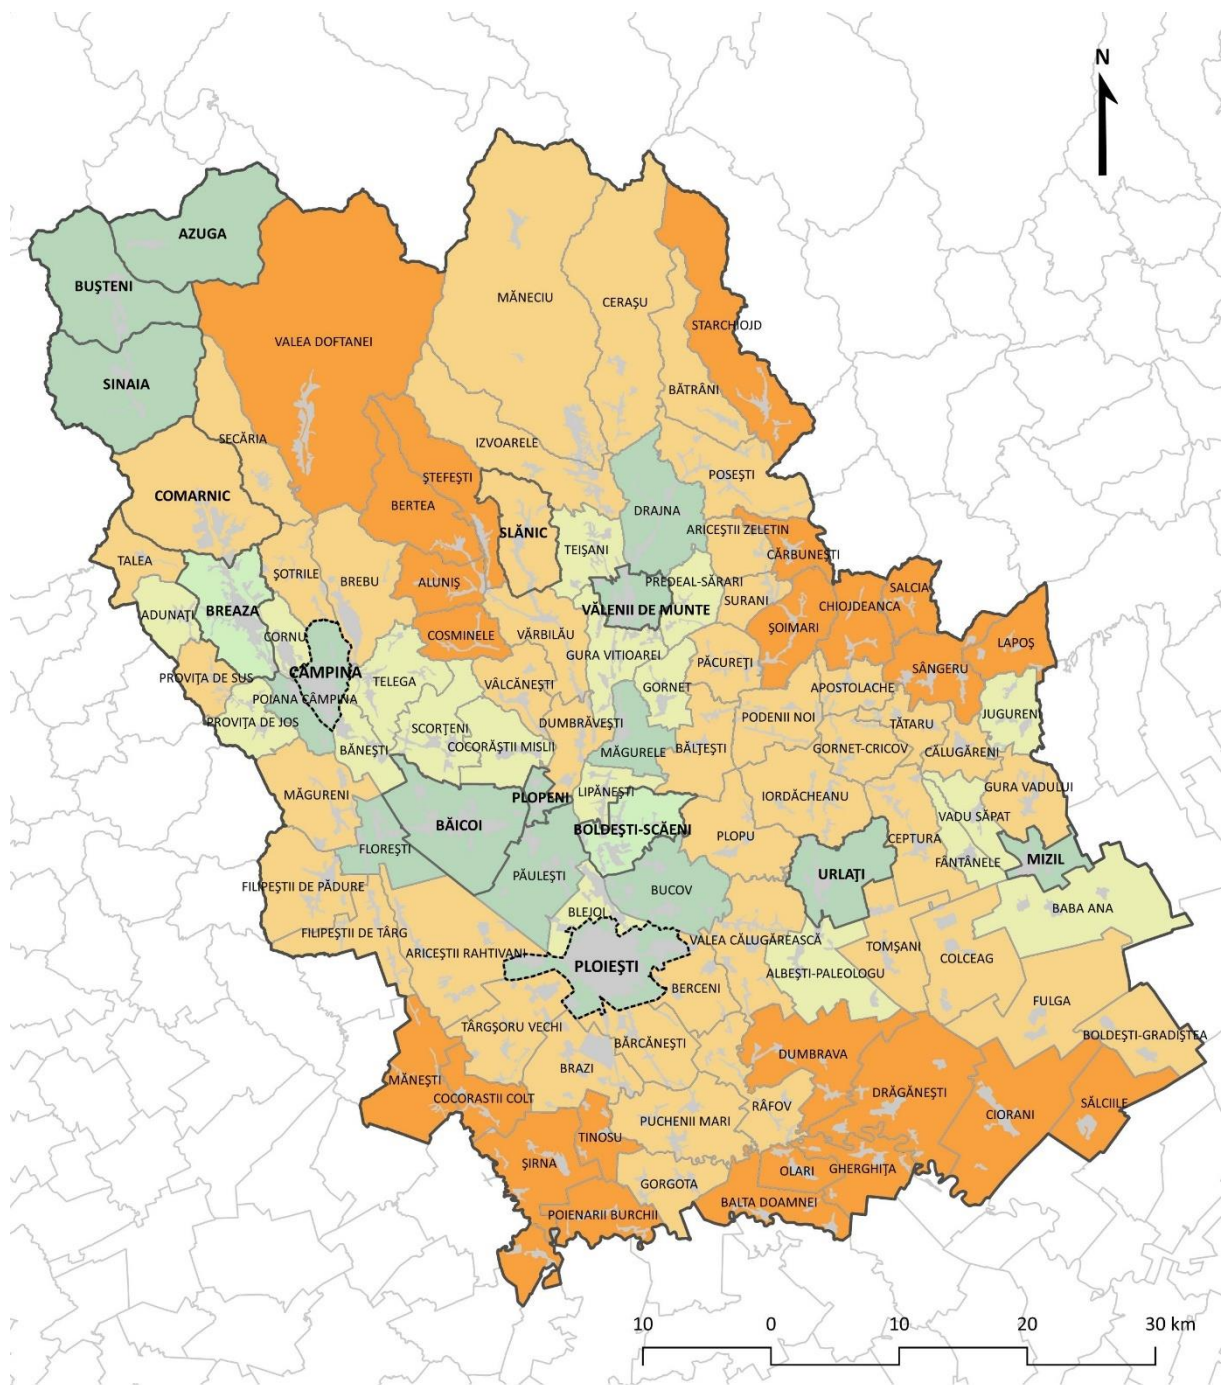 N
AZUGA
BUŞTENI
MĂNECIU
CERAŞU
STARCHIOJD
VALEA DOFTANEI
SINAIA
BĂTRÂNI
SECĂRIA
IZVOARELE
ŞTEFEŞTI
POSEŞTI
COMARNIC
BERTEA
DRAJNA
ARICEŞTII ZELETIN
SLĂNIC
TEIŞANI
CĂRBUNEŞTI
TALEA
ŞOTRILE
BREBU
ALUNIŞ
PREDEAL-SĂRARI
SALCIA
SURANI
CHIOJDEANCA
ADUNAŢI
BREAZA
VĂLENII DE MUNTE
CORNU
COSMINELE
VĂRBILĂU
ŞOIMARI
LAPOŞ
GURA VITIOAREI
PĂCUREŢI
SÂNGERU
CÂMPINA
PROVIŢA DE SUS
TELEGA
VÂLCĂNEŞTI
GORNET
APOSTOLACHE
POIANA CÂMPINA
JUGURENI
PROVIŢA DE JOS
SCORŢENI
DUMBRĂVEŞTI
PODENII NOI
TĂTARU
BĂNEŞTI
COCORĂŞTII MISLII
MĂGURELE
BĂLŢEŞTI
GORNET-CRICOV
CĂLUGĂRENI
MĂGURENI
PLOPENI
LIPĂNEŞTI
IORDĂCHEANU
GURA VADULUI
BĂICOI
BOLDEŞTI-SCĂENI
PLOPU
VADU SĂPAT
FLOREŞTI
CEPTURA
FÂNTÂNELE
MIZIL
PĂULEŞTI
URLAŢI
FILIPEŞTII DE PĂDURE
BUCOV
BLEJOI
BABA ANA
FILIPEŞTII DE TÂRG
VALEA CĂLUGĂREASCĂ
ARICEŞTII RAHTIVANI
TOMŞANI
COLCEAG
PLOIEŞTI
ALBEŞTI-PALEOLOGU
BERCENI
FULGA
TÂRGŞORU VECHI
BOLDEŞTI-GRADIŞTEA
BĂRCĂNEŞTI
DUMBRAVA
BRAZI
MĂNEŞTI
DRĂGĂNEŞTI
COCORASTII COLT
RÂFOV
SĂLCIILE
CIORANI
PUCHENII MARI
TINOSU
ŞIRNA
OLARI
GHERGHIŢA
GORGOTA
BALTA DOAMNEI
POIENARII BURCHII
10 0 10 20 30 km